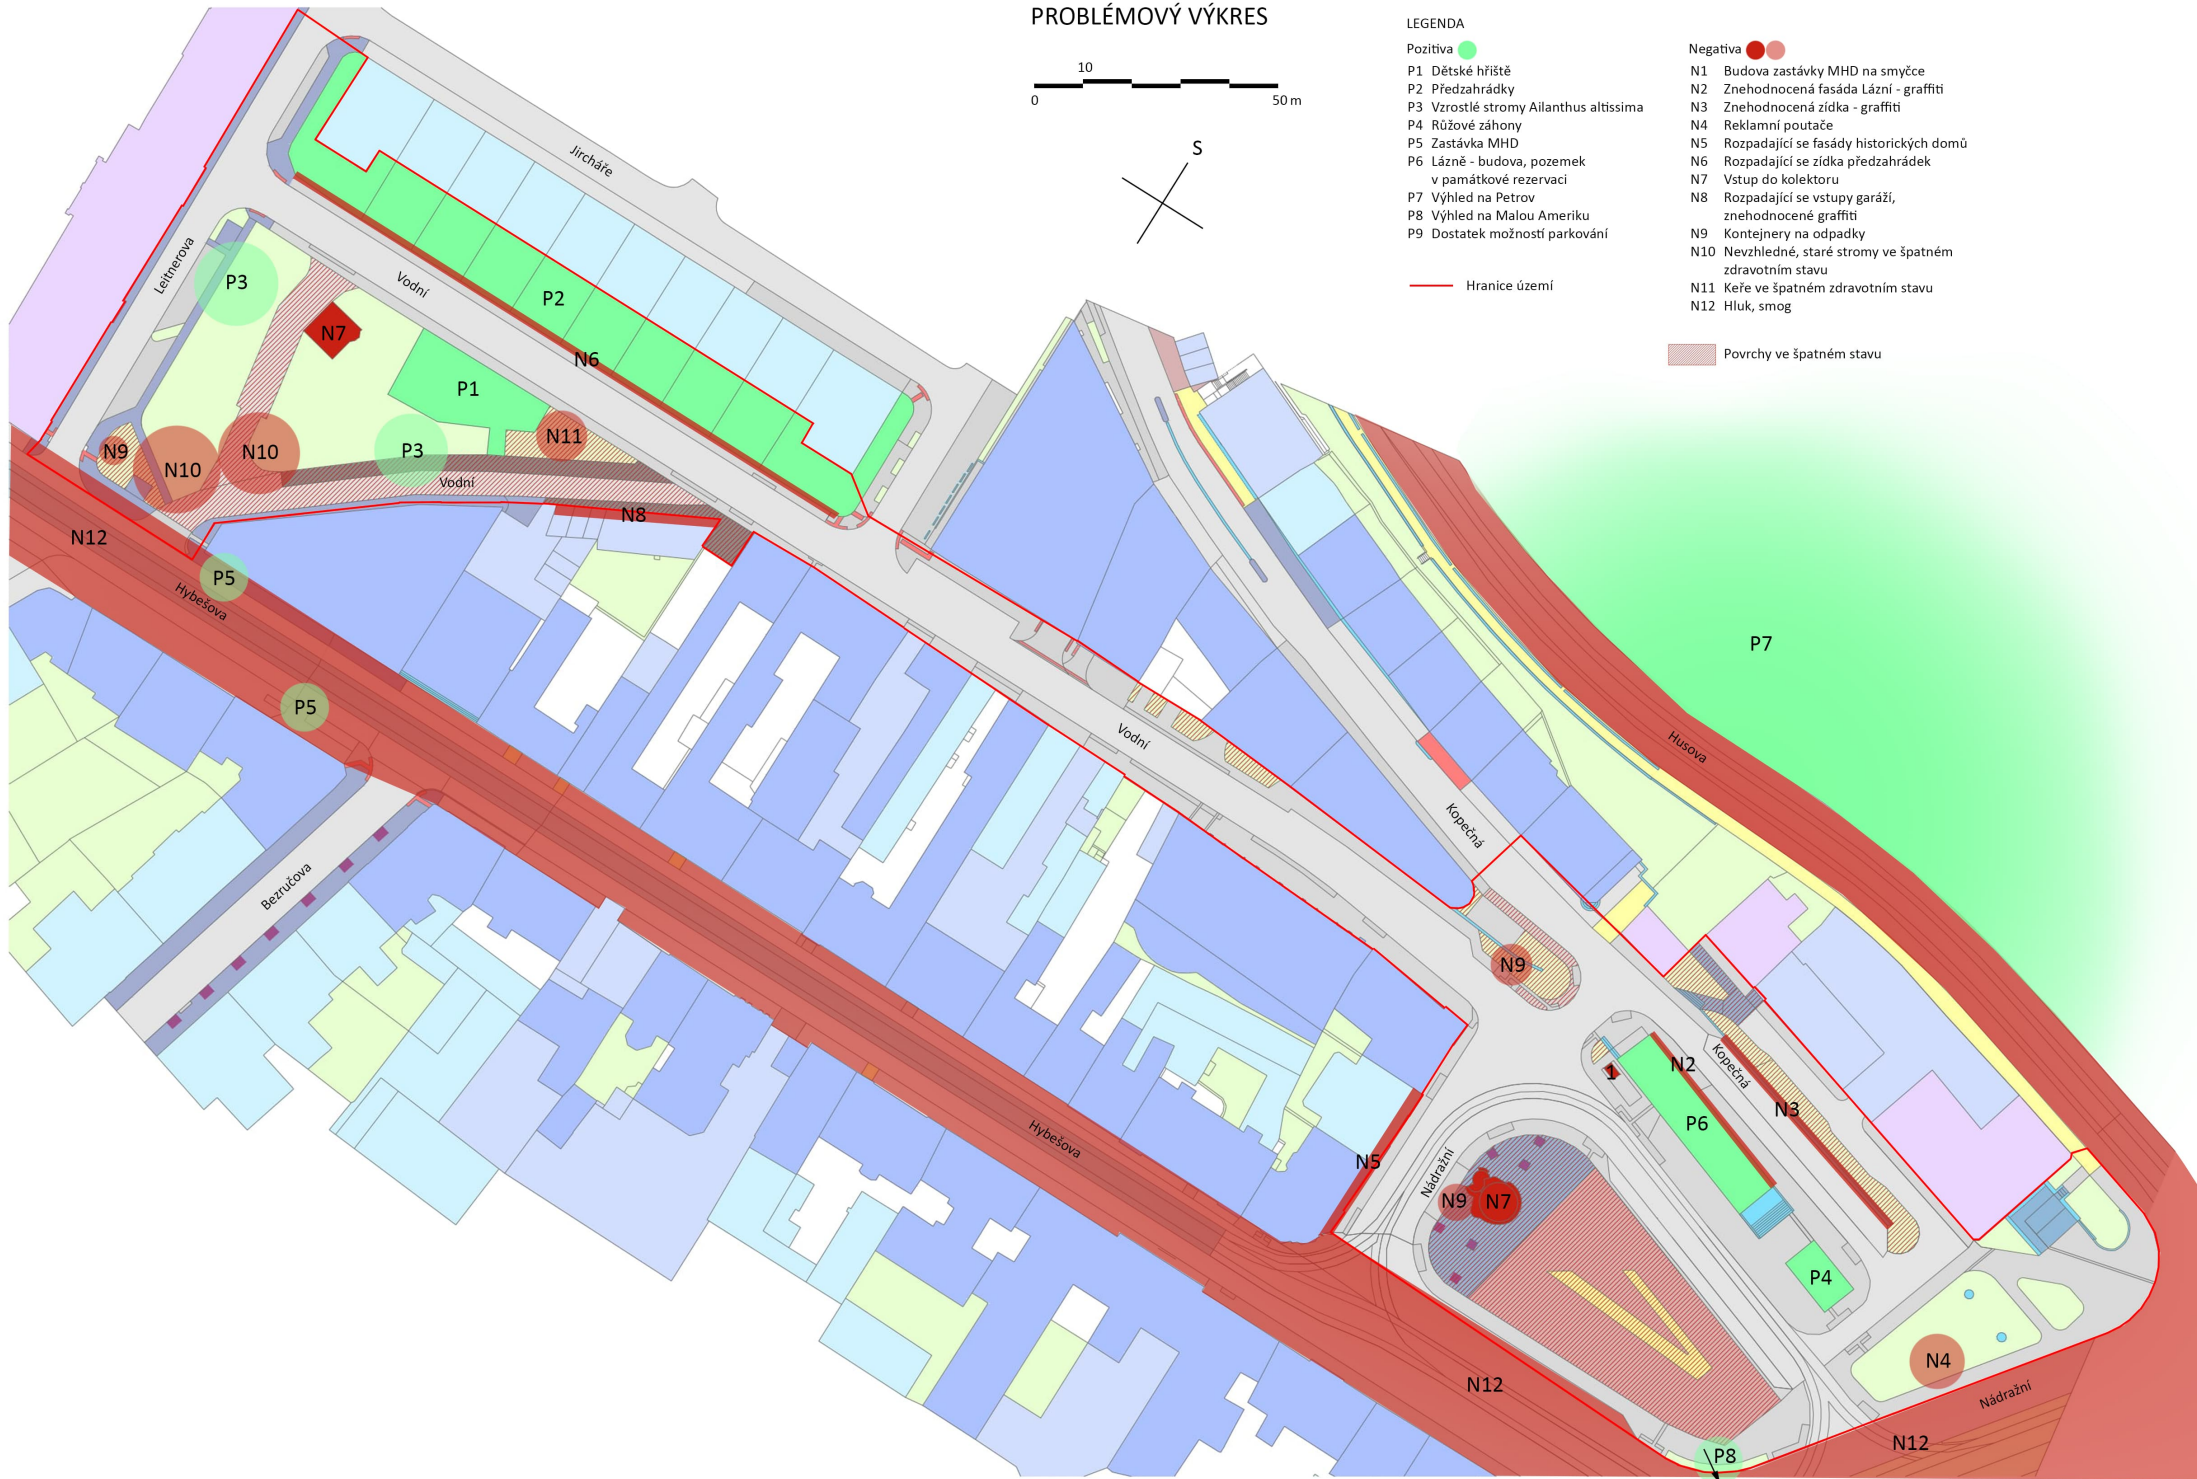 PROBLÉMOVÝ VÝKRES
10
0
50 m
S
LEGENDA
Pozitiva
P1 Dětské hřiště
P2 Předzahrádky
P3 Vzrostlé stromy Ailanthus altissima
P4 Růžové záhony
P5 Zastávka MHD
P6 Lázně - budova, pozemek
v památkové rezervaci
P7 Výhled na Petrov
P8 Výhled na Malou Ameriku
P9 Dostatek možností parkování
Hranice území
Negativa
N1 Budova zastávky MHD na smyčce
N2 Znehodnocená fasáda Lázní - graffiti
N3 Znehodnocená zídka - graffiti
N4 Reklamní poutače
N5 Rozpadající se fasády historických domů
N6 Rozpadající se zídka předzahrádek
N7 Vstup do kolektoru
N8 Rozpadající se vstupy garáží,
znehodnocené graffiti
N9 Kontejnery na odpadky
N10 Nevzhledné, staré stromy ve špatném
zdravotním stavu
N11 Keře ve špatném zdravotním stavu
N12 Hluk, smog
Povrchy ve špatném stavu
Jircháře
Leitnerova
Vodní
P3
P2
N7
N6
P1
N9
N10
N10
P3
N11
Vodní
N8
N12
P5
Hybešova
P5
P7
Husova
Vodní
Kopečná
Bezručova
N9
1
N2
Kopečná
P6
N3
Hybešova
N5
Nádražní
N9
N7
P4
N4
N12
Nádražní
N12
P8